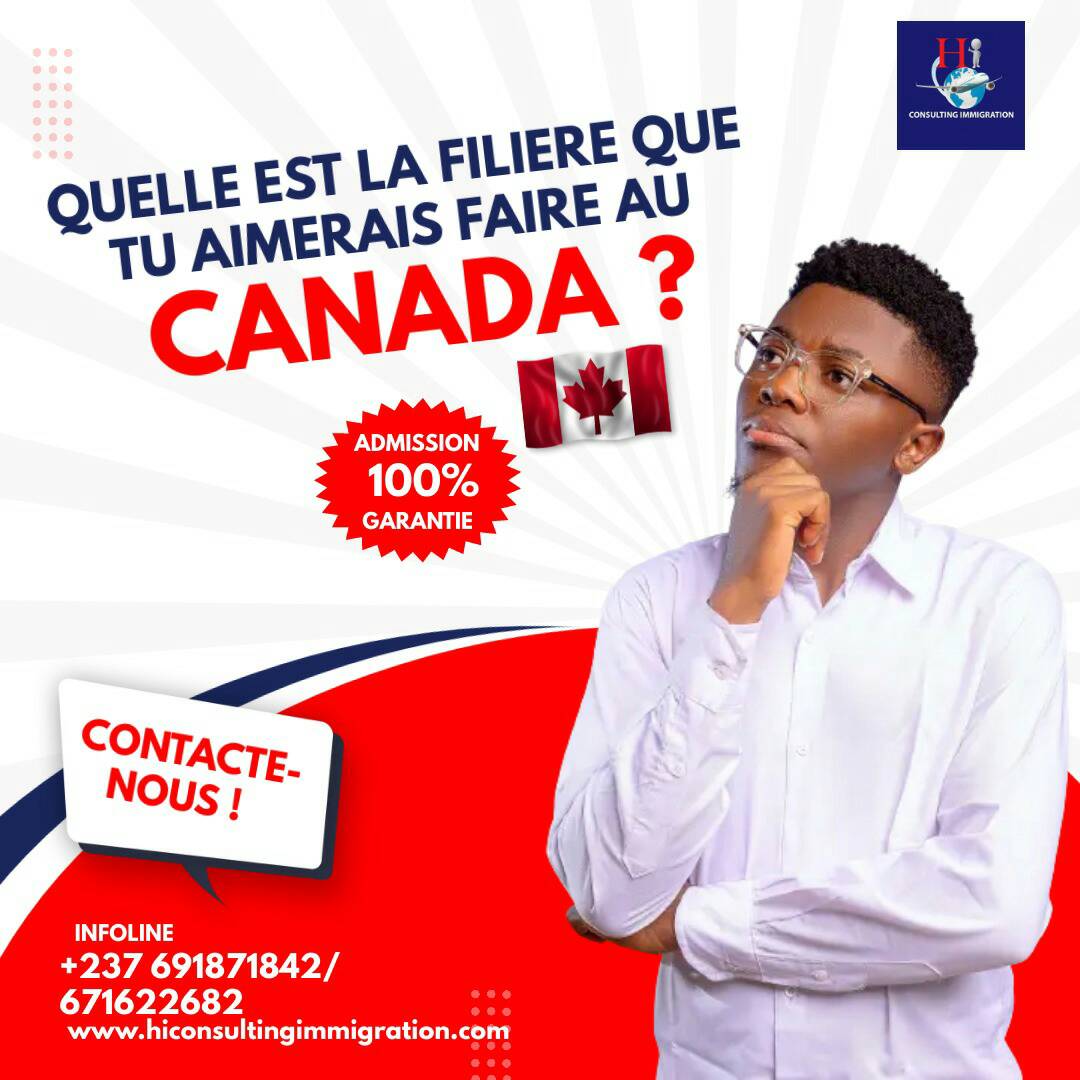 Hi
CONSULTING IMMIGRATION
QUELLE EST LA FILIERE QUE
TU AIMERAIS FAIRE AU
CANADA ?
ADMISSION
100%
GARANTIE
CONTACTE-
NOUS !
INFOLINE
+237 691871842/
671622682
www.hiconsultingimmigration.com